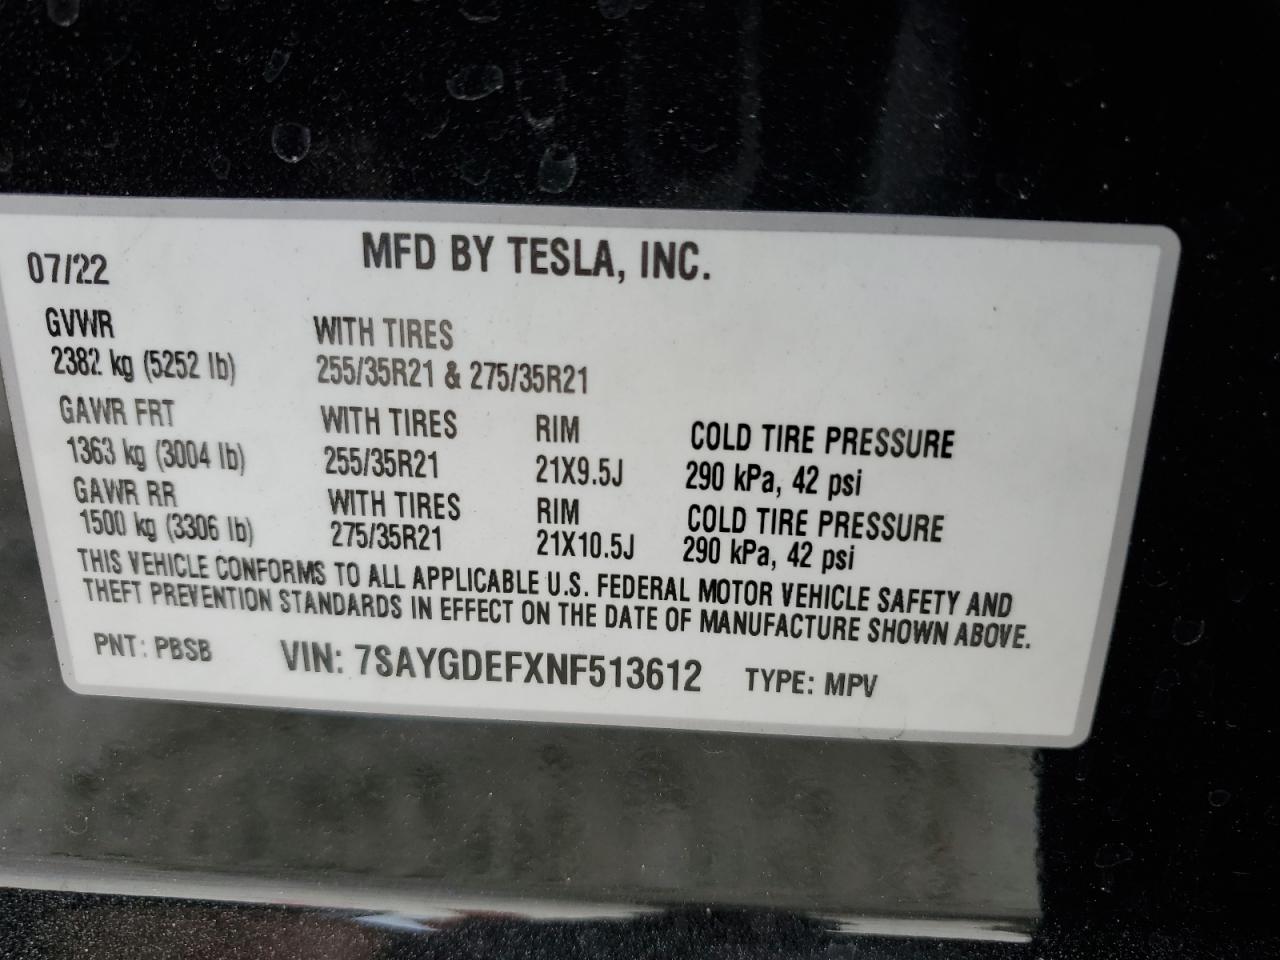 07/22 MFD BY TESLA, INC.
GVWR WITH TIRES
2382 kg (5252 lb) 255/35R21 & 275/35R21
GAWR FRT WITH TIRES RIM COLD TIRE PRESSURE
1363 kg (3004 lb) 255/35R21 21X9.5J 290 kPa, 42 psi
GAWR RR WITH TIRES RIM COLD TIRE PRESSURE
1500 kg (3306 lb) 275/35R21 21X10.5J 290 kPa, 42 psi
THIS VEHICLE CONFORMS TO ALL APPLICABLE U.S. FEDERAL MOTOR VEHICLE SAFETY AND
THEFT PREVENTION STANDARDS IN EFFECT ON THE DATE OF MANUFACTURE SHOWN ABOVE.
PNT: PBSB VIN: 7SAYGDEFXNF513612 TYPE: MPV